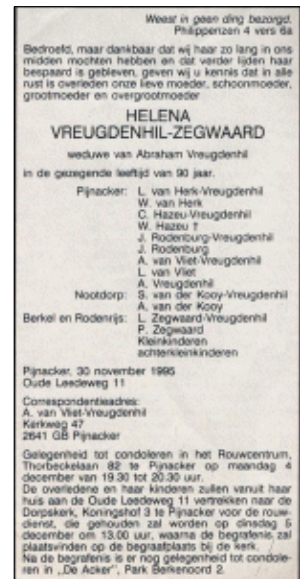 Weest in geen ding bezorgd.
Philippenzen 4 vers 6a
Bedroefd, maar dankbaar dat wij haar zo lang in ons
midden mochten hebben en dat verder lijden haar
bespaard is gebleven, geven wij u kennis dat in alle
rust is overleden onze lieve moeder, schoonmoeder,
grootmoeder en overgrootmoeder
HELENA
VREUGDENHIL-ZEGWAARD
weduwe van Abraham Vreugdenhil
in de gezegende leeftijd van 90 jaar.
Pijnacker: L. van Herk-Vreugdenhil
W. van Herk
C. Hazeu-Vreugdenhil
W. Hazeu †
J. Rodenburg-Vreugdenhil
J. Rodenburg
A. van Vliet-Vreugdenhil
L. van Vliet
A. Vreugdenhil
Nootdorp: S. van der Kooy-Vreugdenhil
A. van der Kooy
Berkel en Rodenrijs: L. Zegwaard-Vreugdenhil
P. Zegwaard
Kleinkinderen
achterkleinkinderen
Pijnacker, 30 november 1995
Oude Leedeweg 11
Correspondentieadres:
A. van Vliet-Vreugdenhil
Kerkweg 47
2641 GB Pijnacker
Gelegenheid tot condoleren in het Rouwcentrum,
Thorbeckelaan 82 te Pijnacker op maandag 4
december van 19.30 tot 20.30 uur.
De overledene en haar kinderen zullen vanuit haar
huis aan de Oude Leedeweg 11 vertrekken naar de
Dorpskerk, Koningshof 3 te Pijnacker voor de rouw-
dienst, die gehouden zal worden op dinsdag 5
december om 13.00 uur, waarna de begrafenis zal
plaatsvinden op de begraafplaats bij de kerk.
Na de begrafenis is er nog gelegenheid tot condole-
ren in „De Acker”, Park Berkenoord 2.